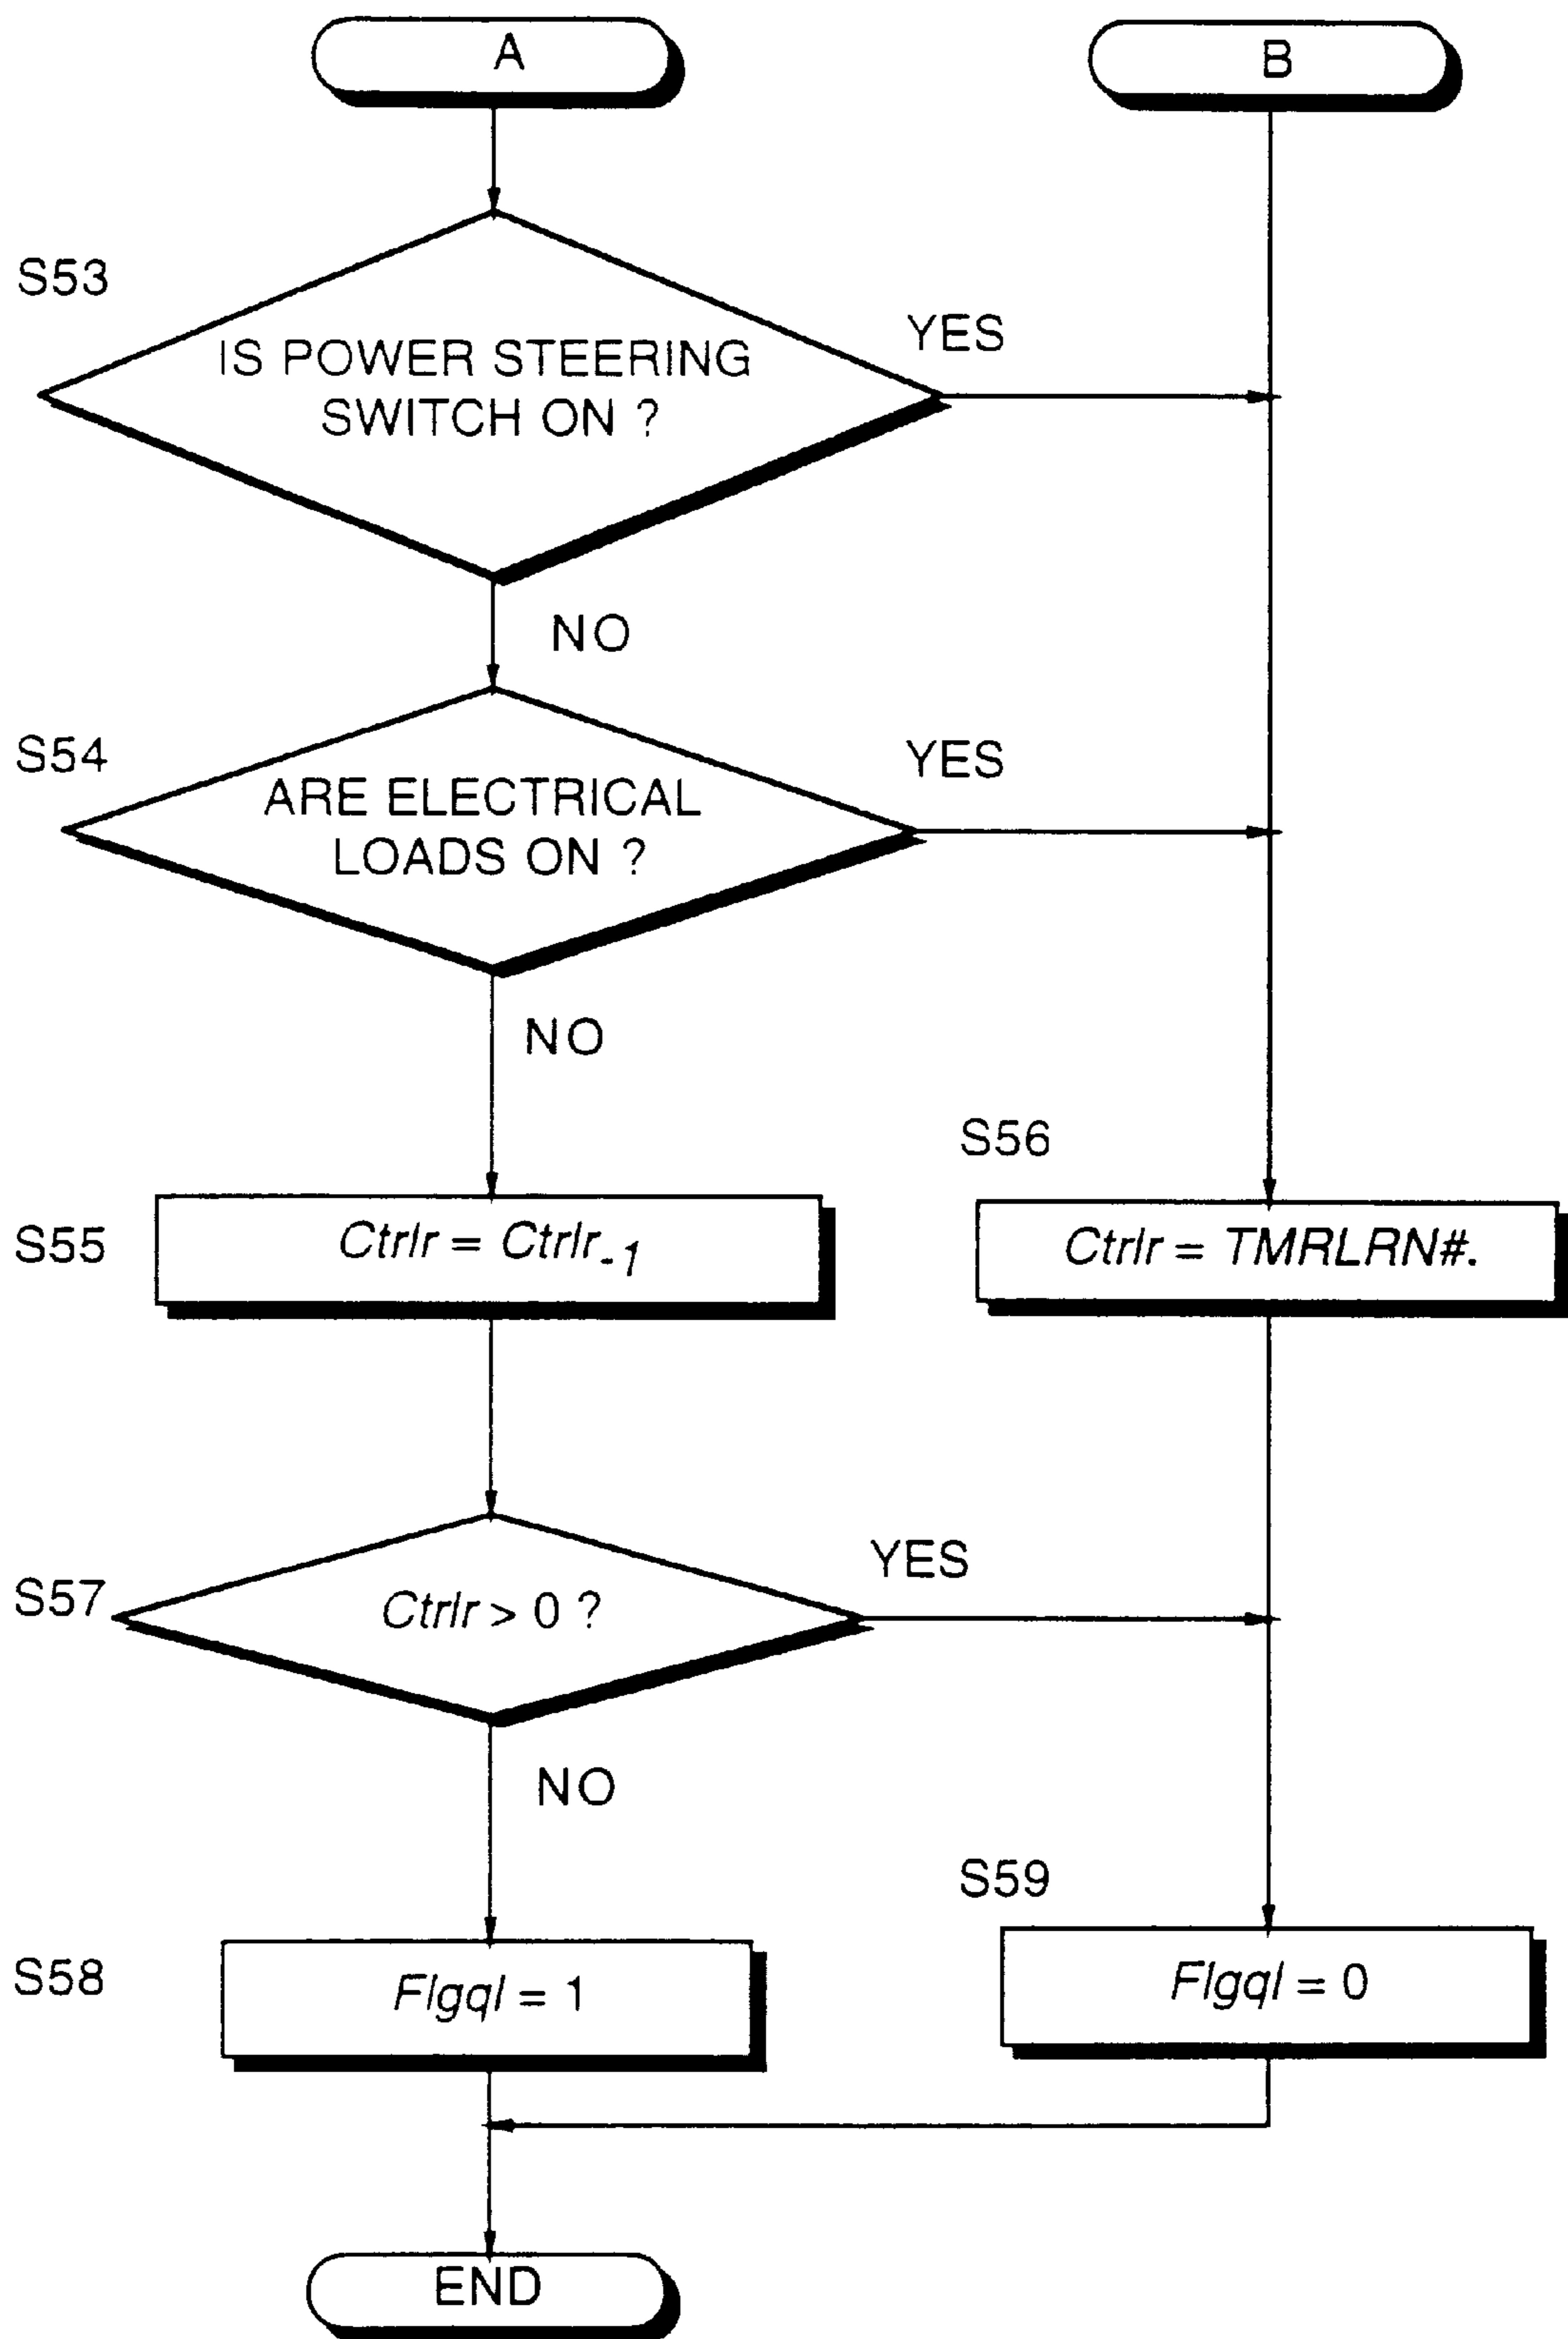 A
B
S53
IS POWER STEERING
SWITCH ON ?
YES
NO
S54
ARE ELECTRICAL
LOADS ON ?
YES
NO
S55
Ctrlr = Ctrlr-1
S56
Ctrlr = TMRLRN#.
S57
Ctrlr > 0 ?
YES
NO
S58
Flgql = 1
S59
Flgql = 0
END